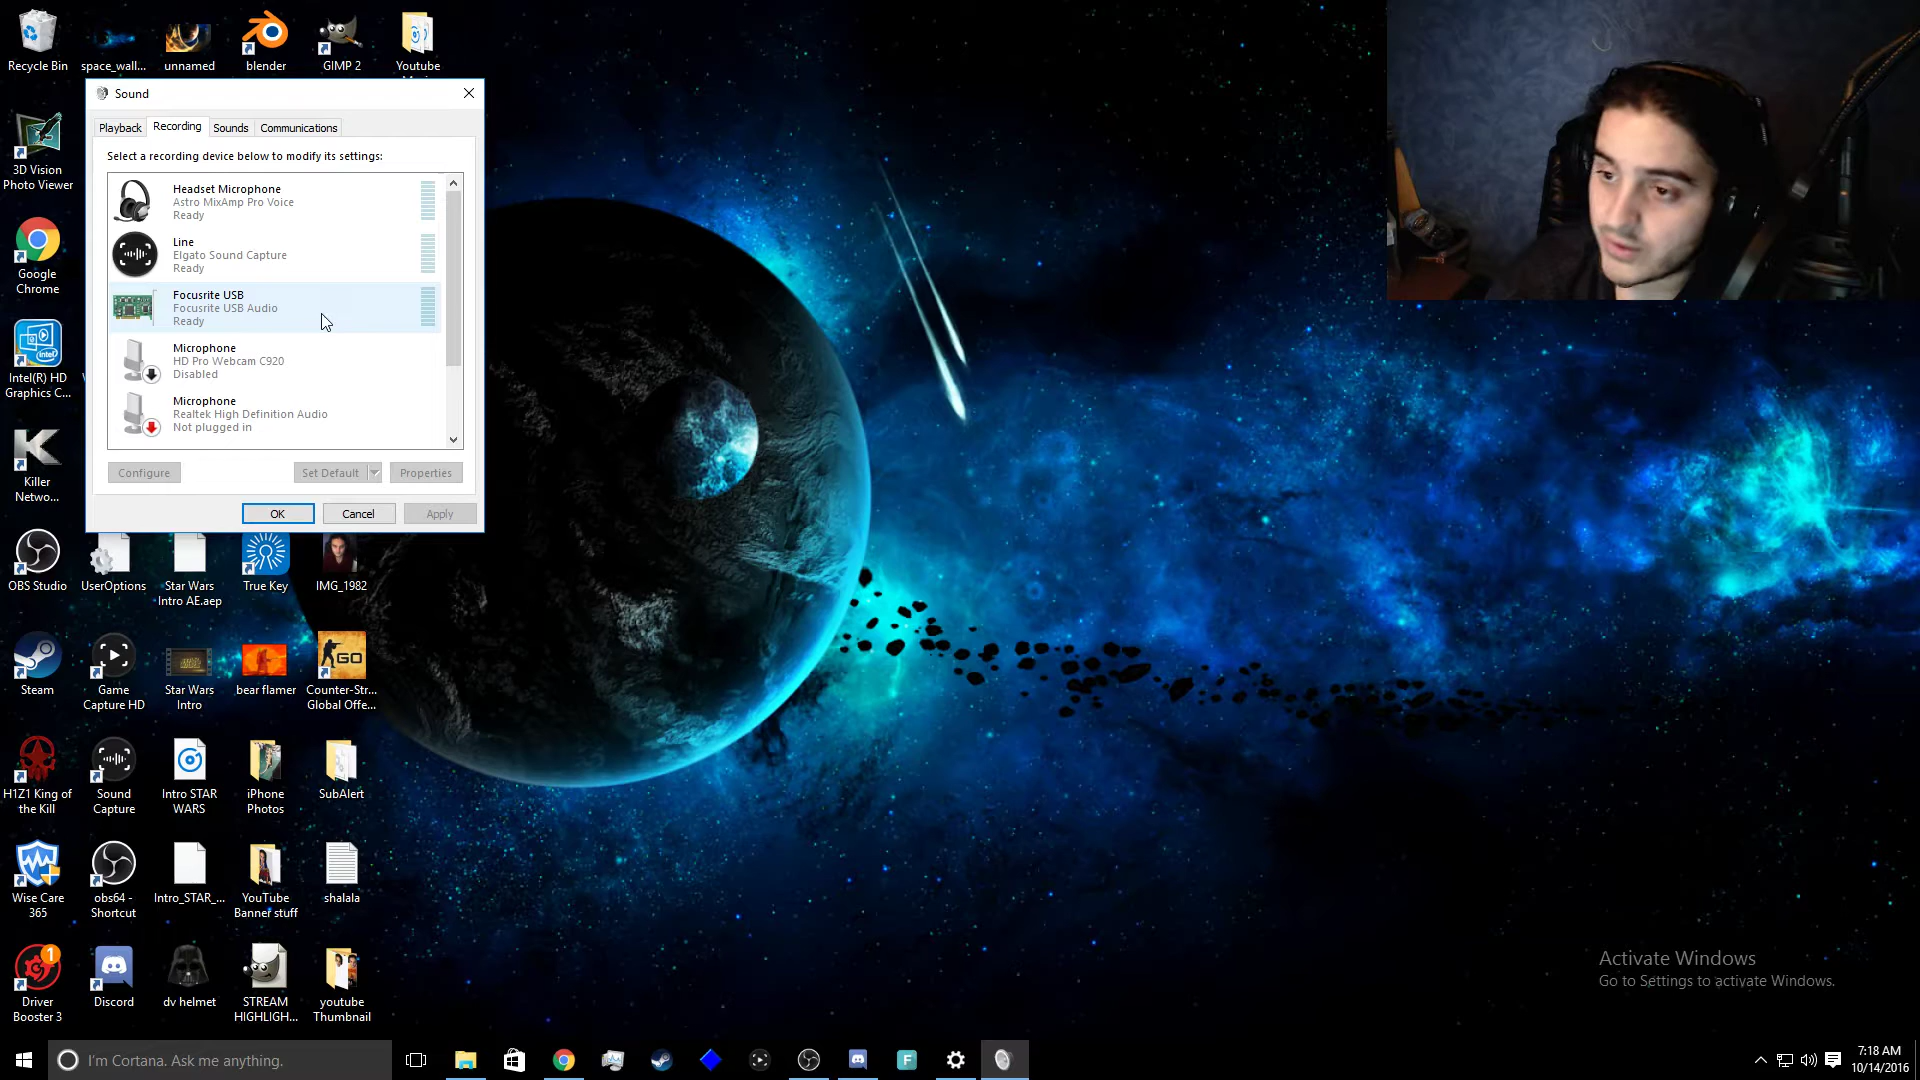 Recycle Bin
space_wall...
unnamed
blender
GIMP 2
Youtube
Sound
Playback
Recording
Sounds
Communications
Select a recording device below to modify its settings:
Headset Microphone
Astro MixAmp Pro Voice
Ready
Line
Elgato Sound Capture
Ready
Focusrite USB
Focusrite USB Audio
Ready
Microphone
HD Pro Webcam C920
Disabled
Microphone
Realtek High Definition Audio
Not plugged in
Configure
Set Default
Properties
OK
Cancel
Apply
3D Vision
Photo Viewer
Google
Chrome
Intel(R) HD
Graphics C...
Killer
Netwo...
OBS Studio
UserOptions
Star Wars
Intro AE.aep
True Key
IMG_1982
Steam
Game
Capture HD
Star Wars
Intro
bear flamer
GO
Counter-Str...
Global Offe...
H1Z1 King of
the Kill
Sound
Capture
Intro STAR
WARS
iPhone
Photos
SubAlert
Wise Care
365
obs64 -
Shortcut
Intro_STAR_...
YouTube
Banner stuff
shalala
1
Driver
Booster 3
Discord
dv helmet
STREAM
HIGHLIGH...
youtube
Thumbnail
Activate Windows
Go to Settings to activate Windows.
I'm Cortana. Ask me anything.
F
7:18 AM
10/14/2016